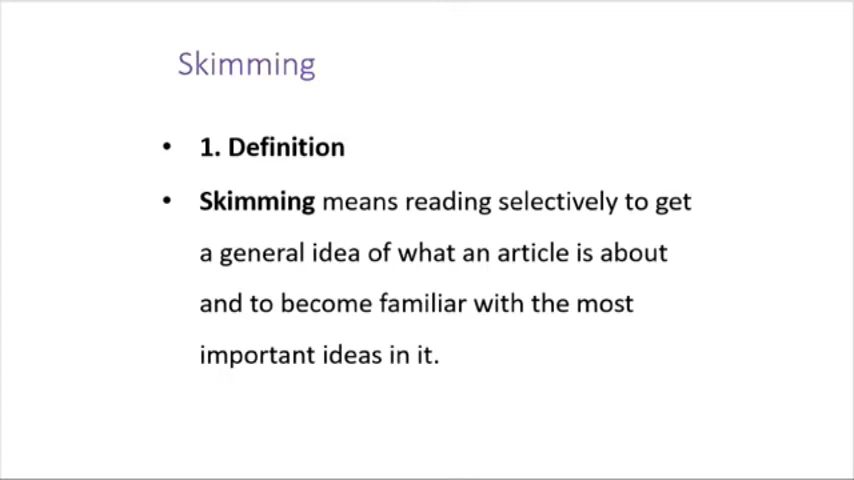 Skimming
• 1. Definition
• Skimming means reading selectively to get
a general idea of what an article is about
and to become familiar with the most
important ideas in it.